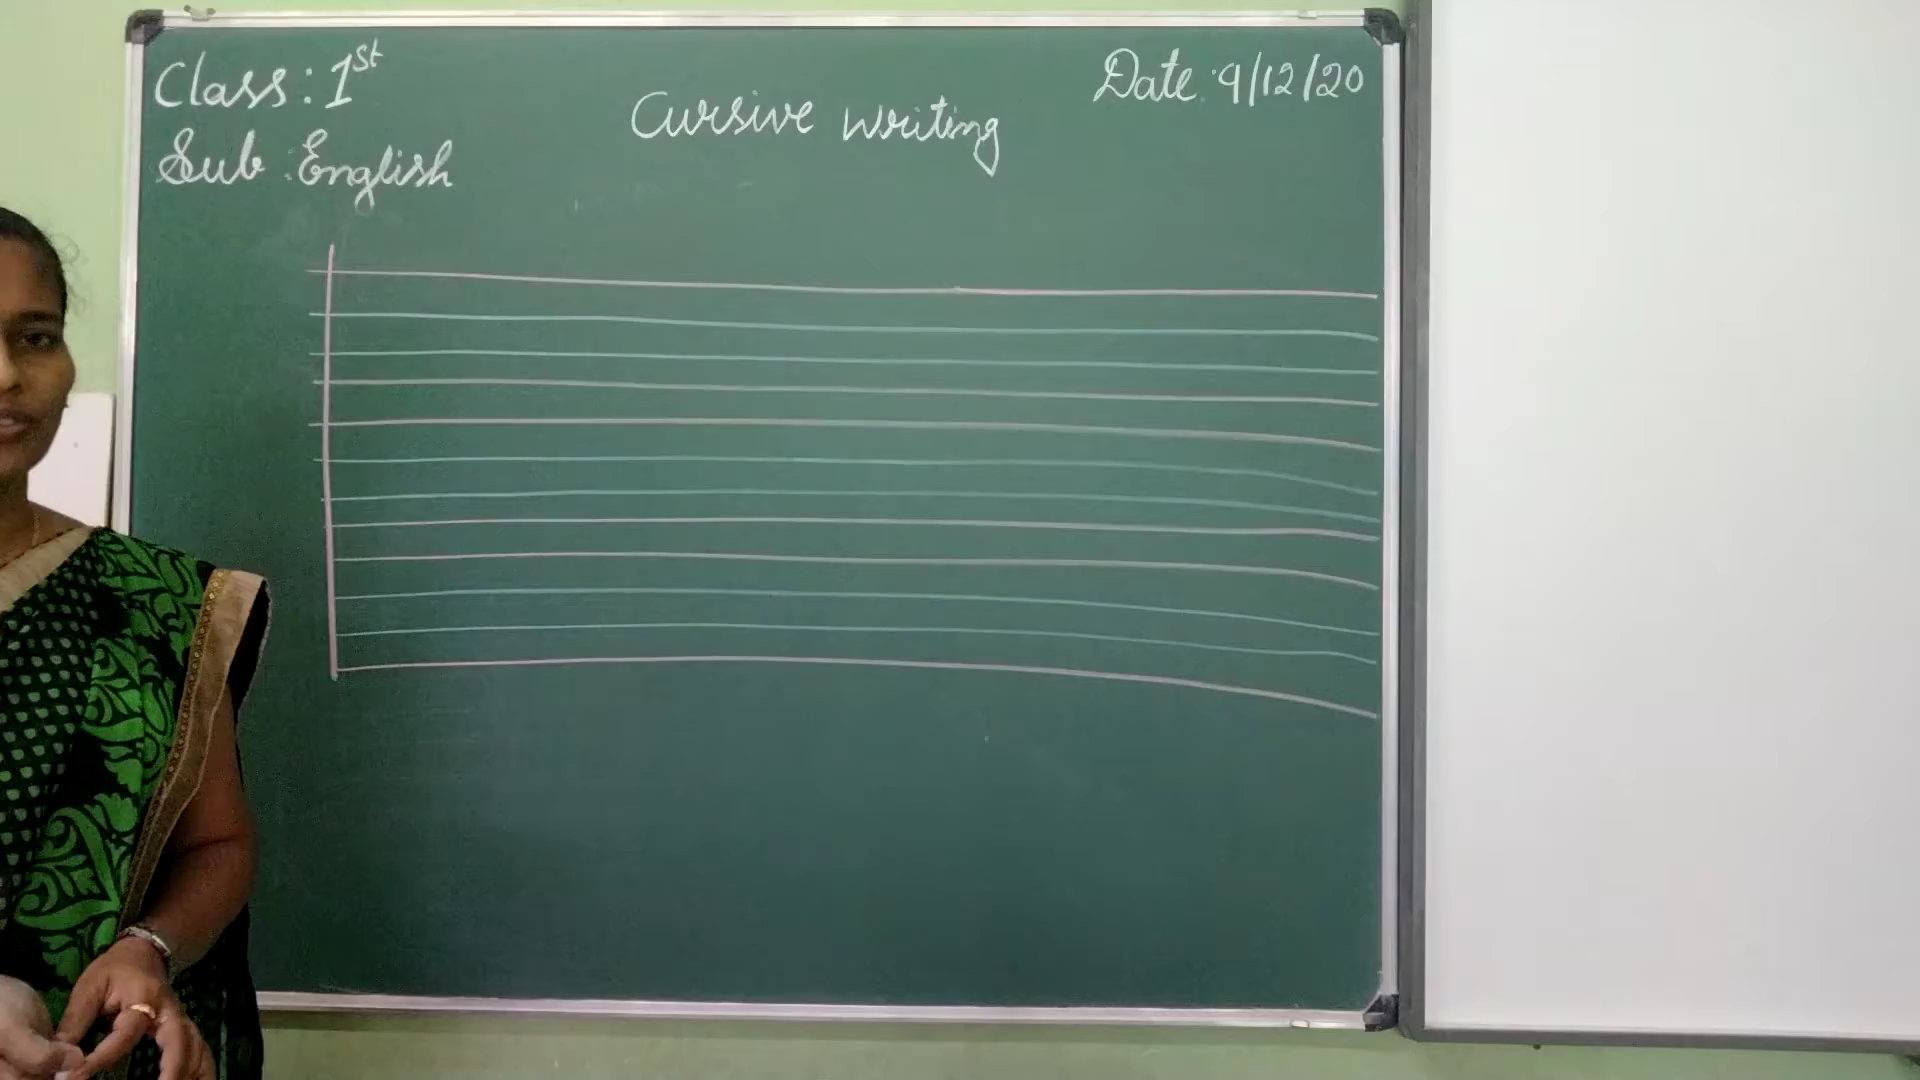 Class : 1st
Sub : English
Cursive writing
Date : 9/12/20